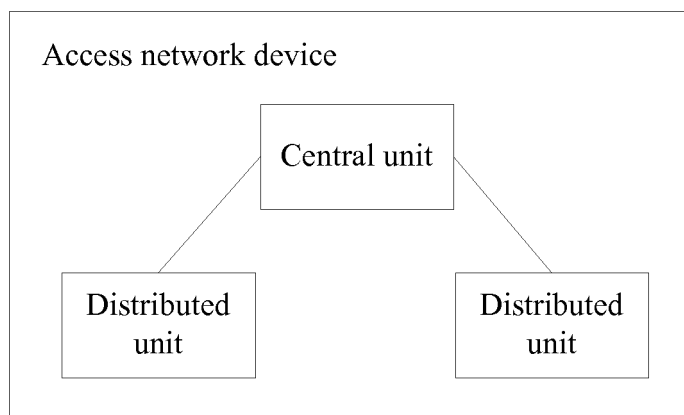 Access network device
Central unit
Distributed
unit
Distributed
unit